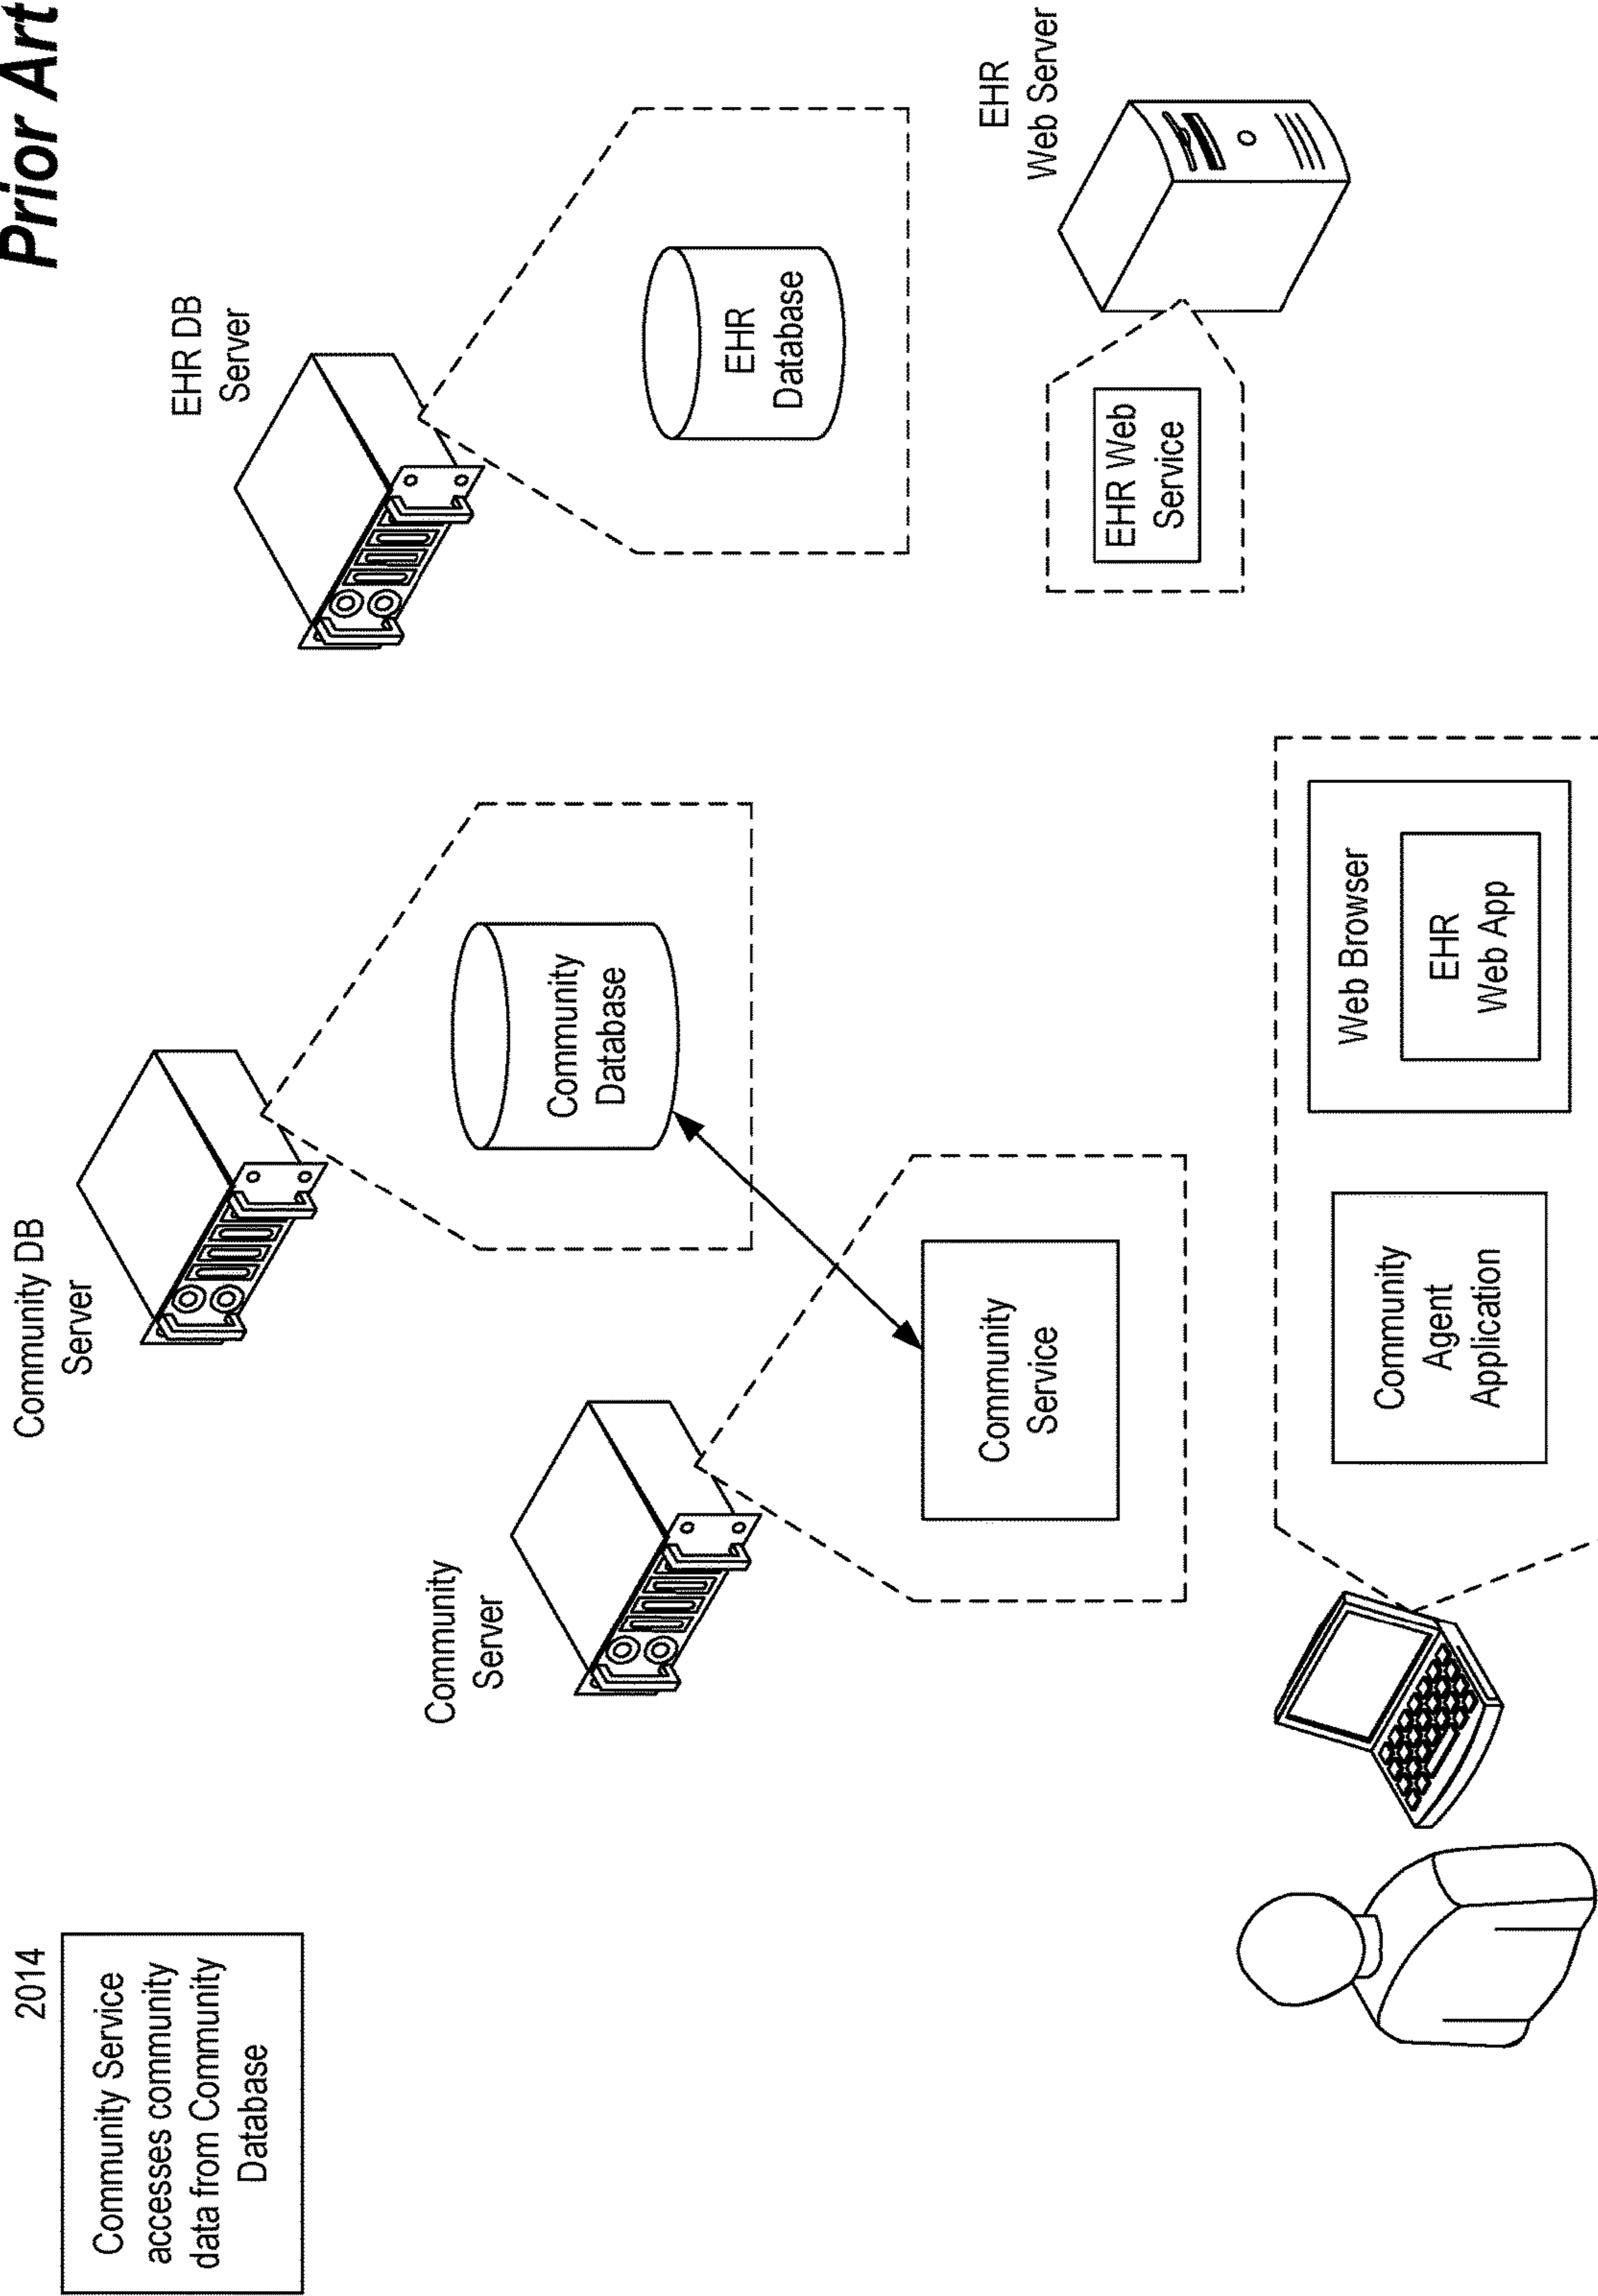 Prior Art
2014
Community Service
accesses community
data from Community
Database
Community DB
Server
EHR DB
Server
Community
Server
Community
Database
EHR
Database
EHR
Web Server
Community
Service
EHR Web
Service
Community
Agent
Application
Web Browser
EHR
Web App